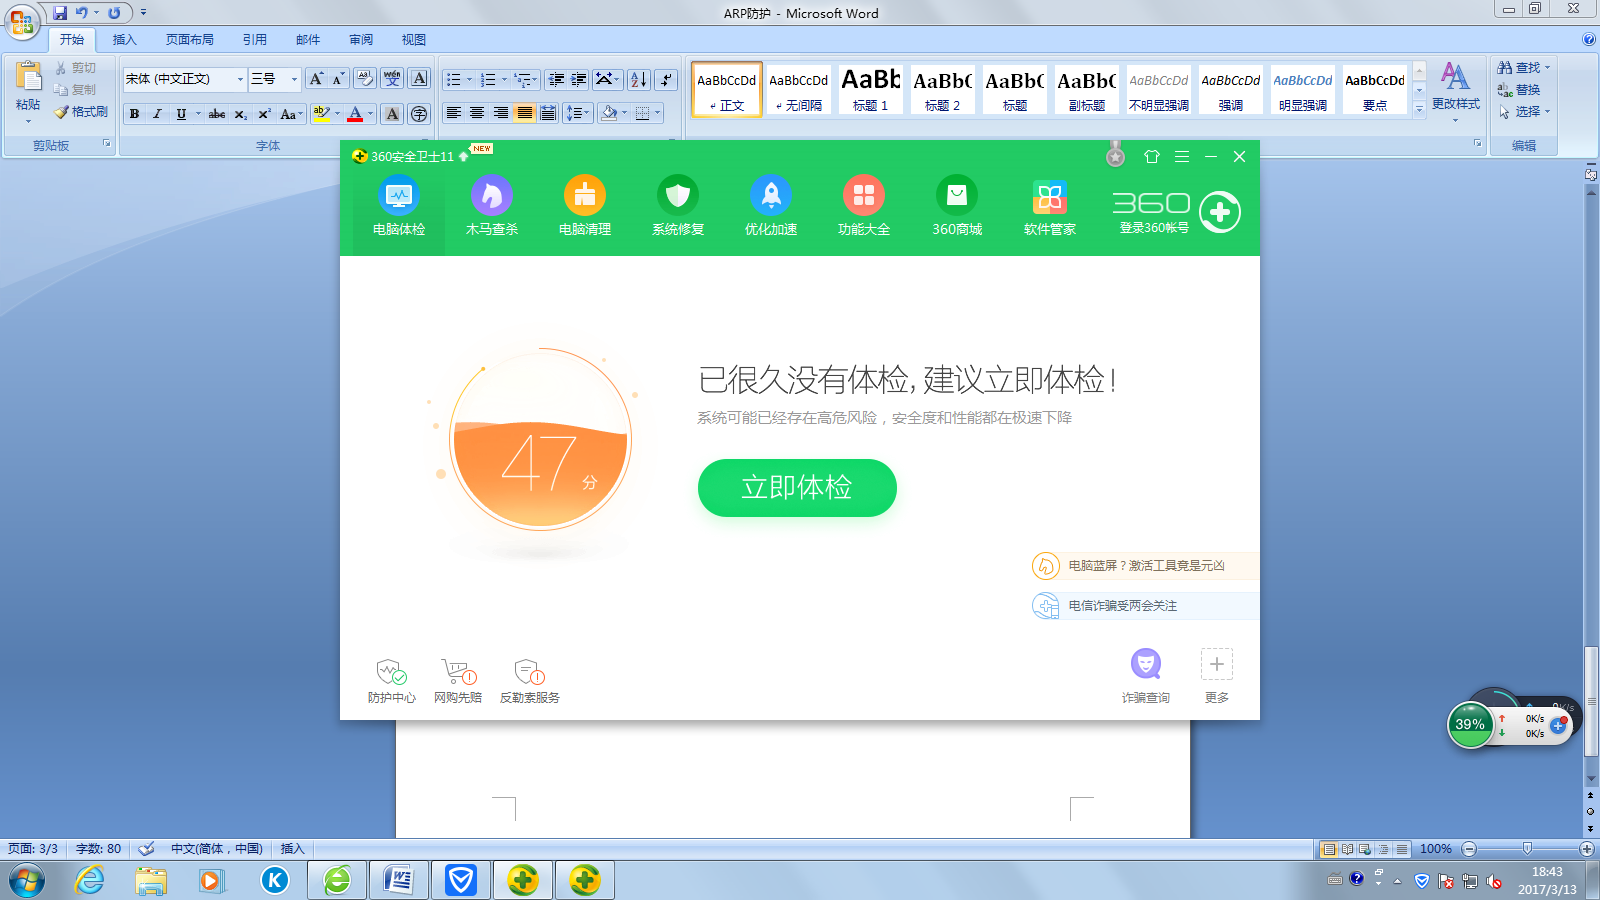 ARP防护 - Microsoft Word
开始 插入 页面布局 引用 邮件 审阅 视图
粘贴
剪切
复制
格式刷
剪贴板
宋体 (中文正文) 三号
字体
AaBbCcDd AaBbCcDd AaBb AaBbC AaBbC AaBbC AaBbCcDd AaBbCcDd AaBbCcDd AaBbCcDd
正文 无间隔 标题 1 标题 2 标题 副标题 不明显强调 强调 明显强调 要点
更改样式
查找
替换
选择
编辑
360安全卫士11 NEW
电脑体检 木马查杀 电脑清理 系统修复 优化加速 功能大全 360商城 软件管家
360
登录360帐号
已很久没有体检,建议立即体检!
系统可能已经存在高危风险，安全度和性能都在极速下降
47分
立即体检
电脑蓝屏？激活工具竟是元凶
电信诈骗受两会关注
防护中心 网购先赔 反勒索服务
诈骗查询 更多
39%
0K/s
0K/s
页面: 3/3 字数: 80 中文(简体，中国) 插入
100%
18:43
2017/3/13